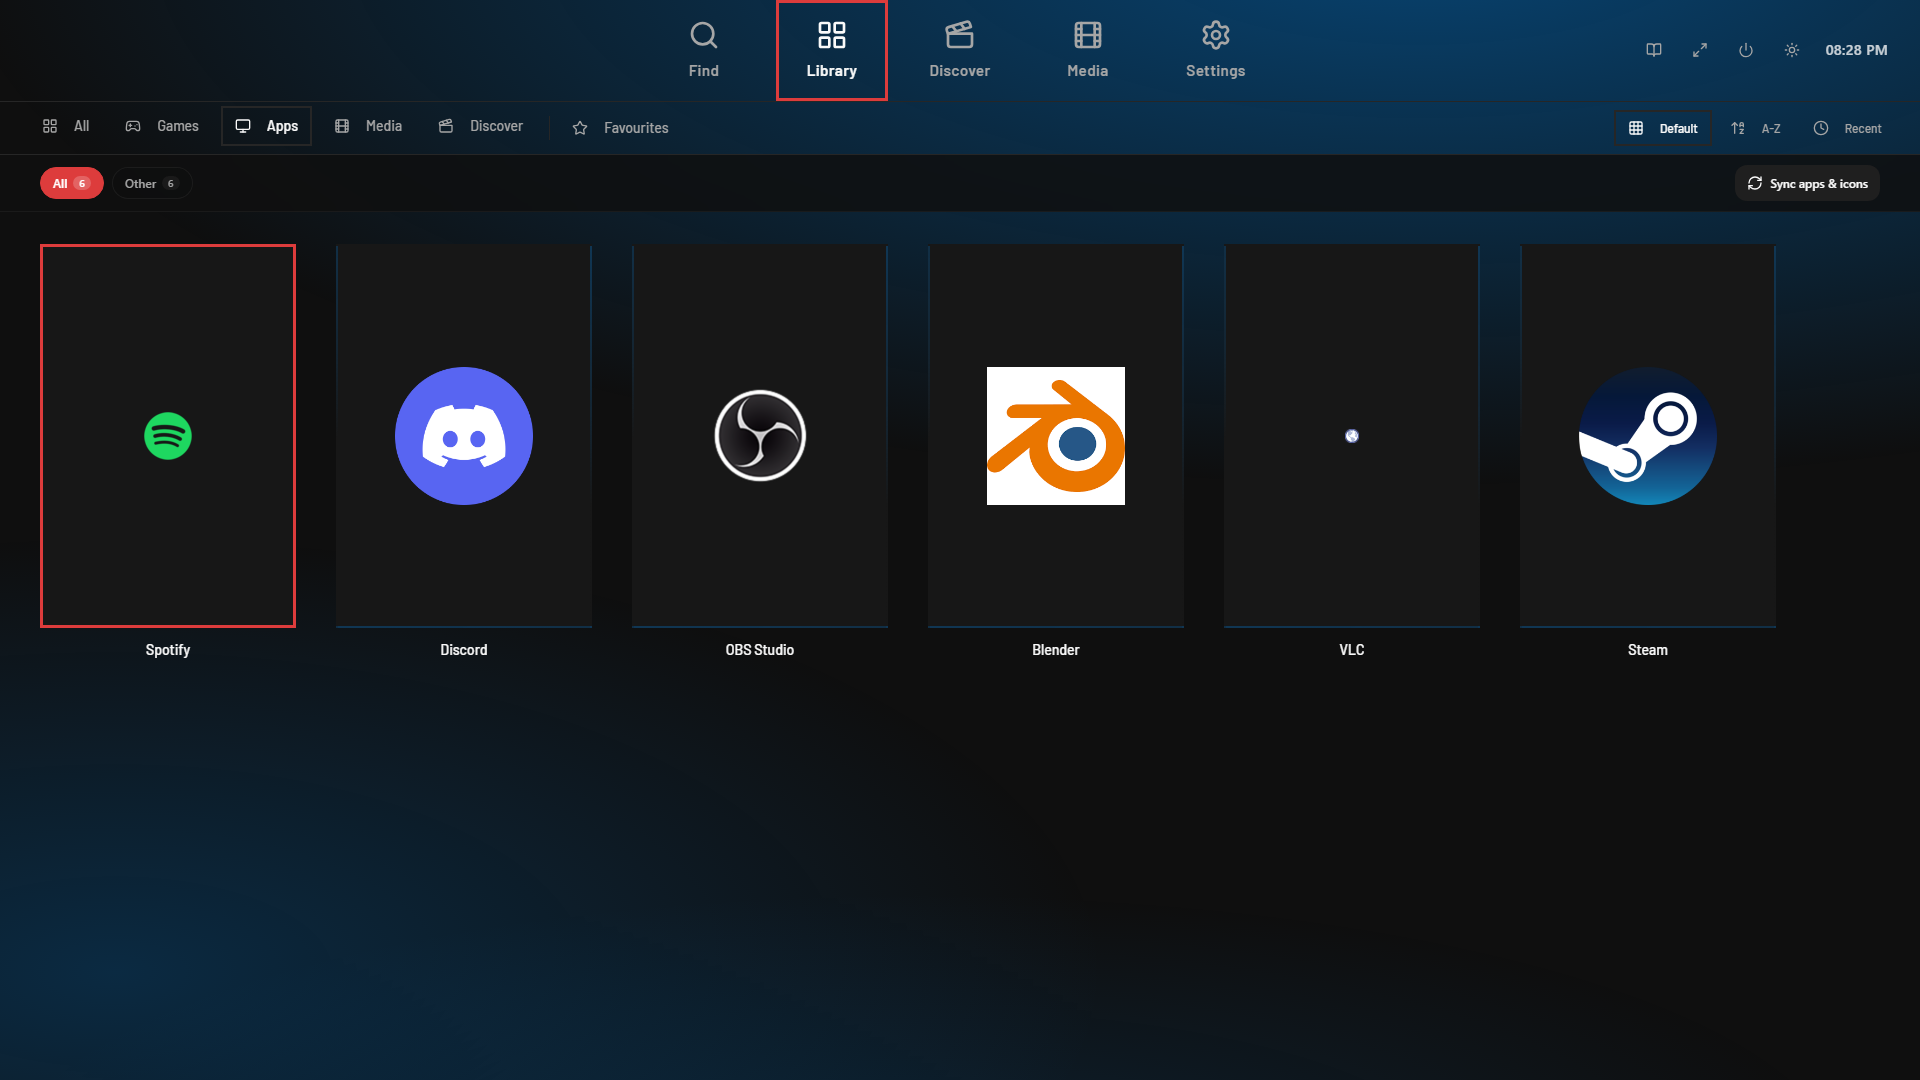 Find
Library
Discover
Media
Settings
08:28 PM
All
Games
Apps
Media
Discover
Favourites
Default
A-Z
Recent
All 6
Other 6
Sync apps & icons
Spotify
Discord
OBS Studio
Blender
VLC
Steam